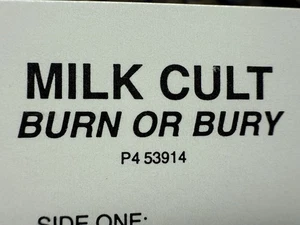 MILK CULT
BURN OR BURY
P4 53914
SIDE ONE: